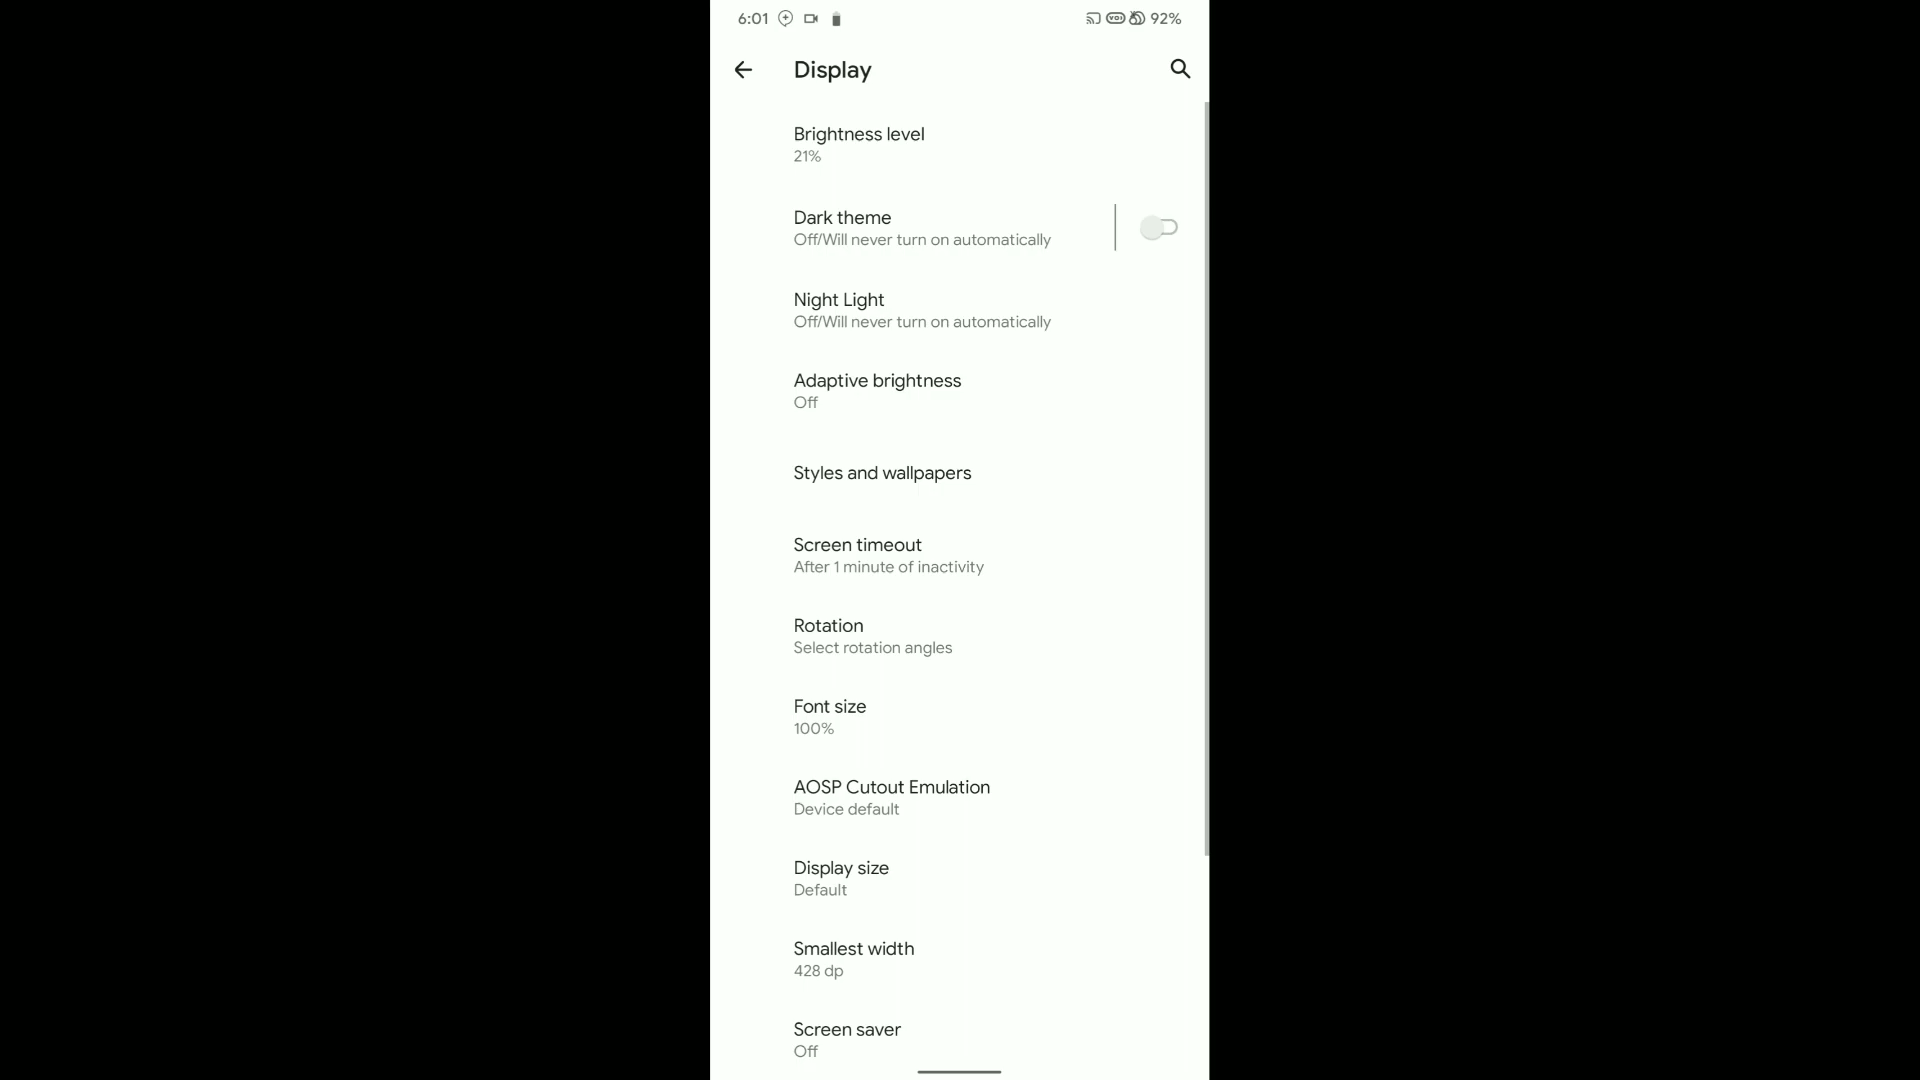 6:01 92%
Display
Brightness level
21%
Dark theme
Off/Will never turn on automatically
Night Light
Off/Will never turn on automatically
Adaptive brightness
Off
Styles and wallpapers
Screen timeout
After 1 minute of inactivity
Rotation
Select rotation angles
Font size
100%
AOSP Cutout Emulation
Device default
Display size
Default
Smallest width
428 dp
Screen saver
Off